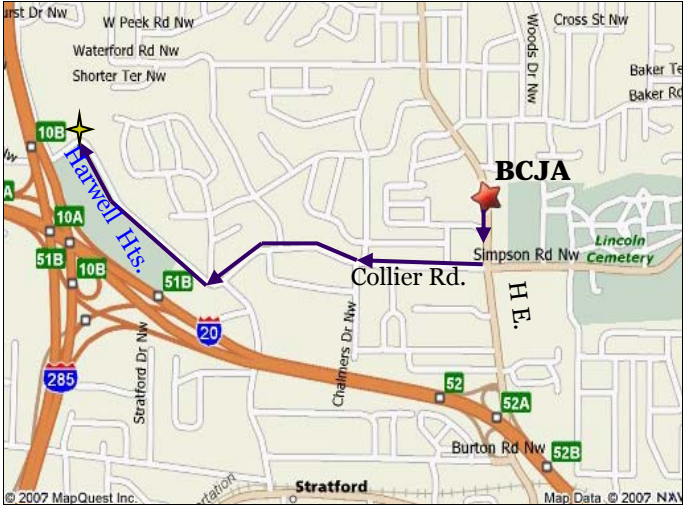 urst Dr Nw
W Peek Rd Nw
Cross St Nw
Woods Dr Nw
Waterford Rd Nw
Shorter Ter Nw
Baker Te
Baker Rd
10B
BCJA
Harwell Hts.
A
10A
51B
10B
51B
Simpson Rd Nw
Lincoln
Cemetery
Collier Rd.
H E.
20
285
Stratford Dr Nw
Chalmers Dr Nw
52
52A
Burton Rd Nw
52B
Stratford
© 2007 MapQuest Inc.
Map Data © 2007